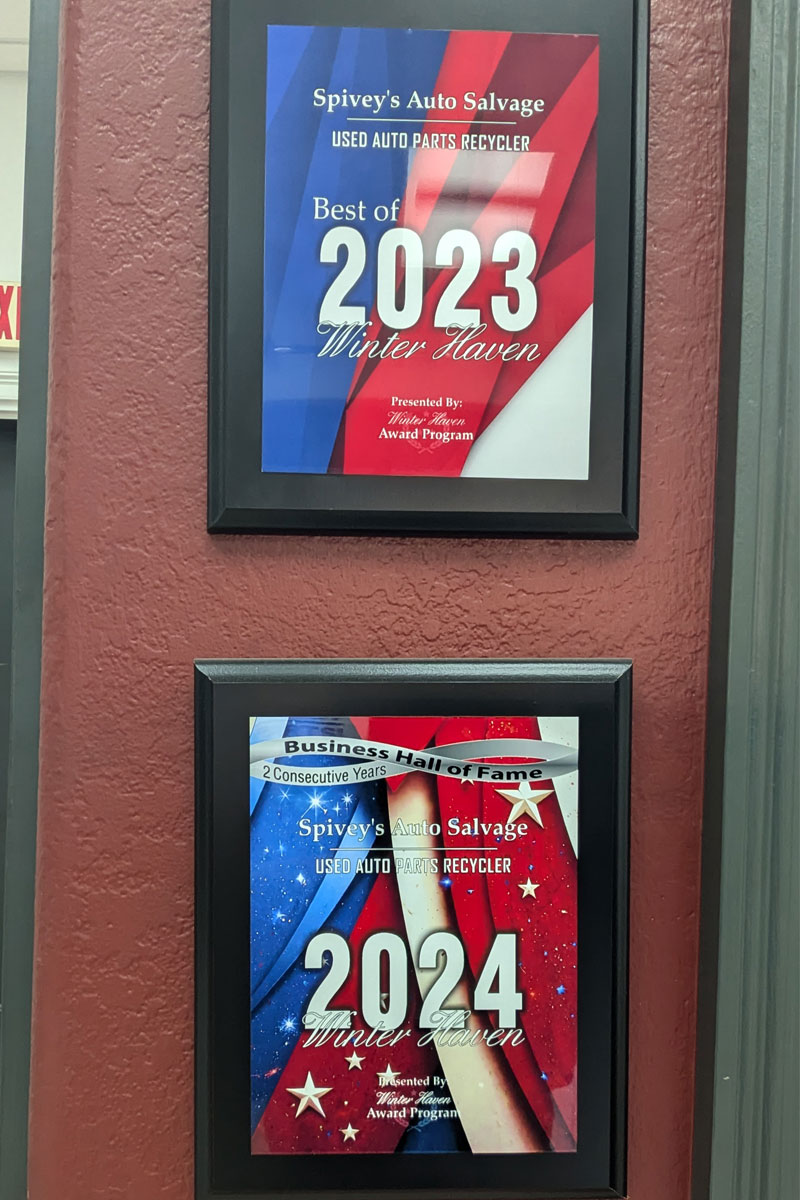 Spivey's Auto Salvage
USED AUTO PARTS RECYCLER
Best of
2023
Winter Haven
Presented By:
Winter Haven
Award Program
Business Hall of Fame
2 Consecutive Years
Spivey's Auto Salvage
USED AUTO PARTS RECYCLER
2024
Winter Haven
Presented By:
Winter Haven
Award Program